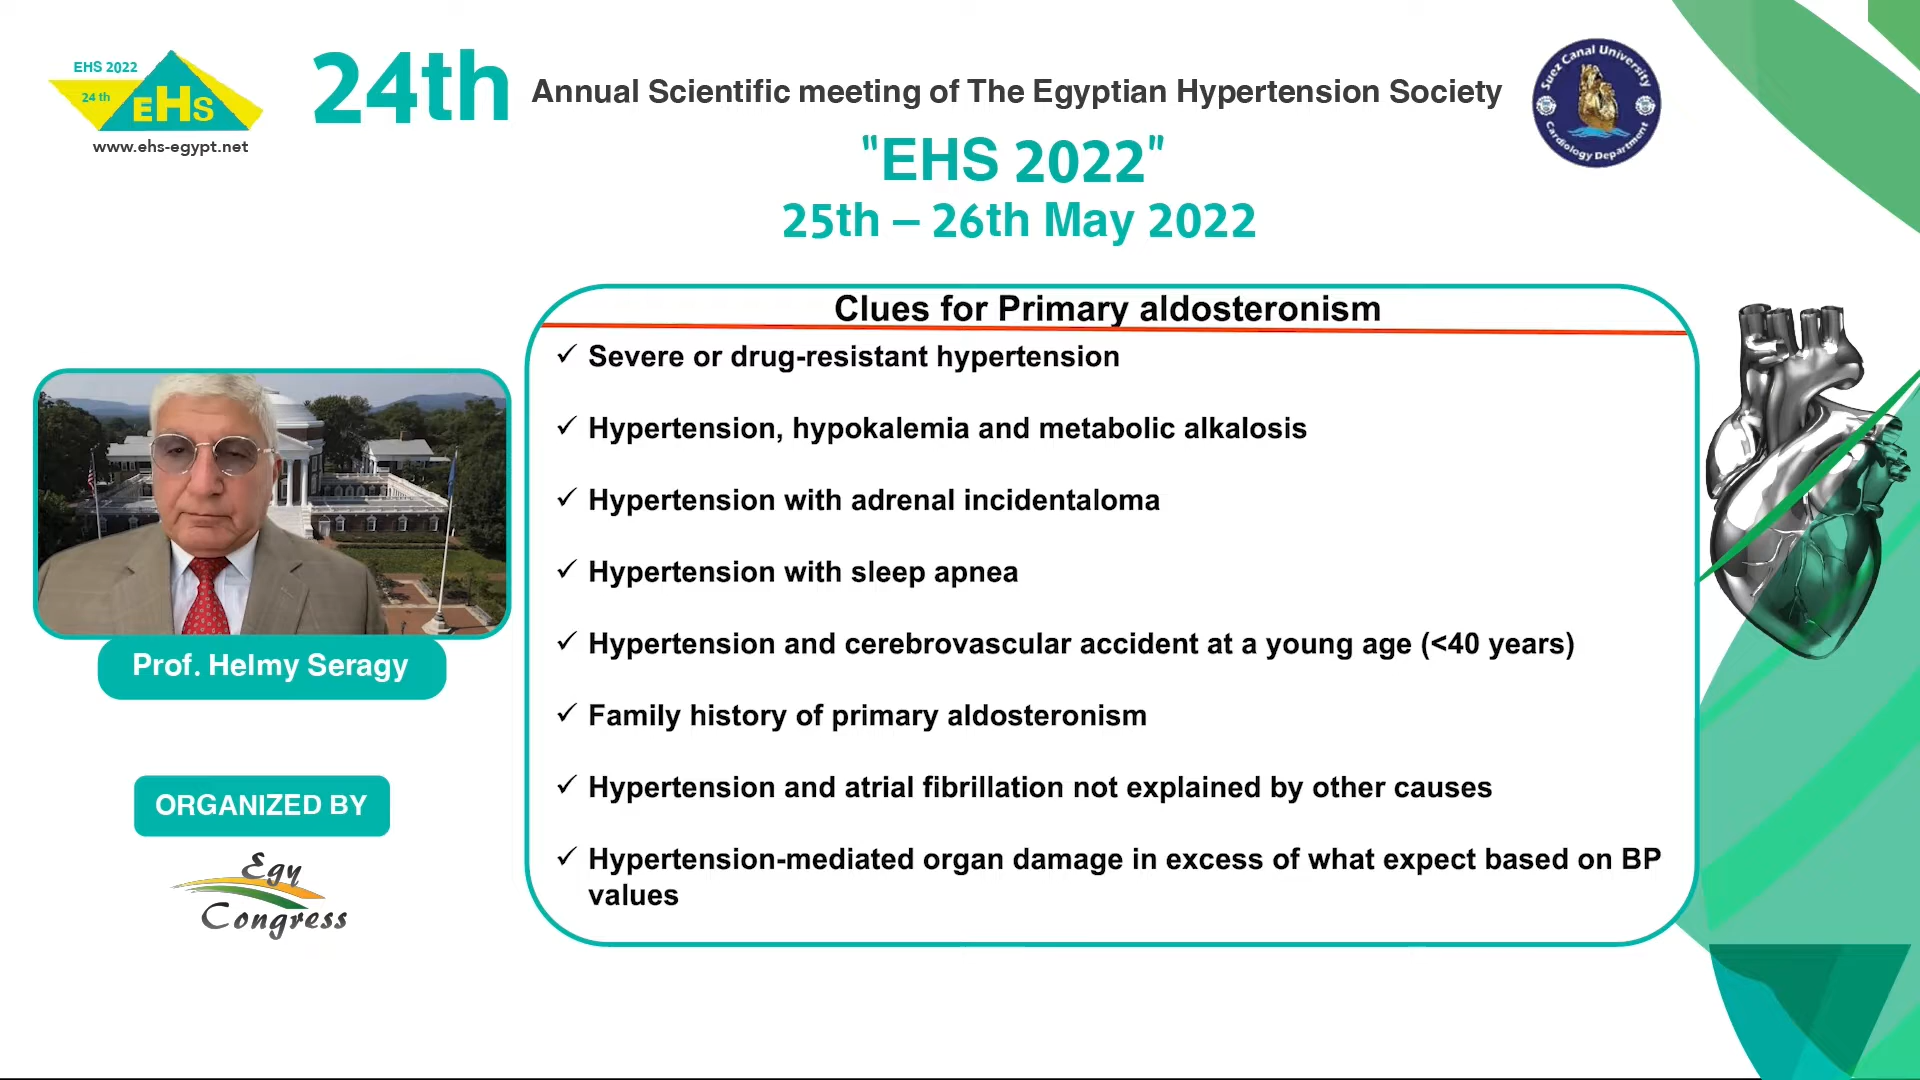 EHS 2022
24 th
EHS
www.ehs-egypt.net
24th Annual Scientific meeting of The Egyptian Hypertension Society
"EHS 2022"
25th – 26th May 2022
Suez Canal University
Cardiology Department
Clues for Primary aldosteronism
✓ Severe or drug-resistant hypertension
✓ Hypertension, hypokalemia and metabolic alkalosis
✓ Hypertension with adrenal incidentaloma
✓ Hypertension with sleep apnea
✓ Hypertension and cerebrovascular accident at a young age (<40 years)
✓ Family history of primary aldosteronism
✓ Hypertension and atrial fibrillation not explained by other causes
✓ Hypertension-mediated organ damage in excess of what expect based on BP
values
Prof. Helmy Seragy
ORGANIZED BY
Egy
Congress